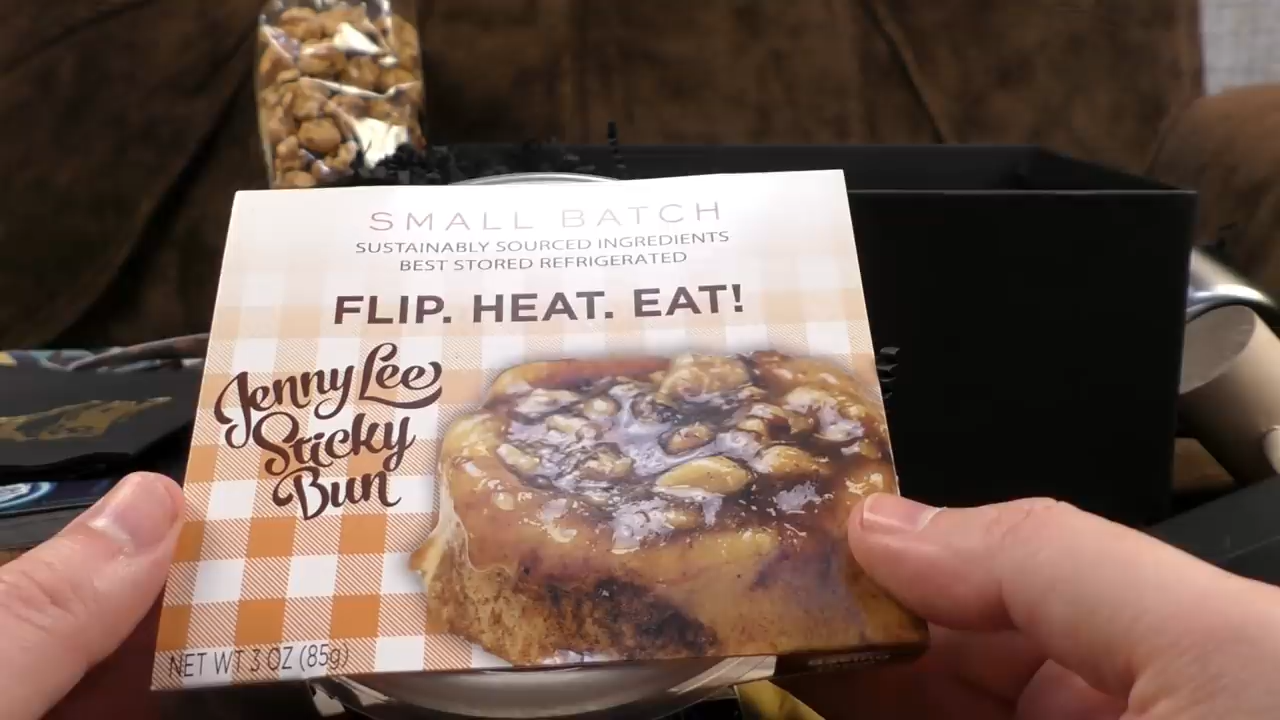 SMALL BATCH
SUSTAINABLY SOURCED INGREDIENTS
BEST STORED REFRIGERATED
FLIP. HEAT. EAT!
Jenny Lee
Sticky
Bun
NET WT 3 OZ (85g)